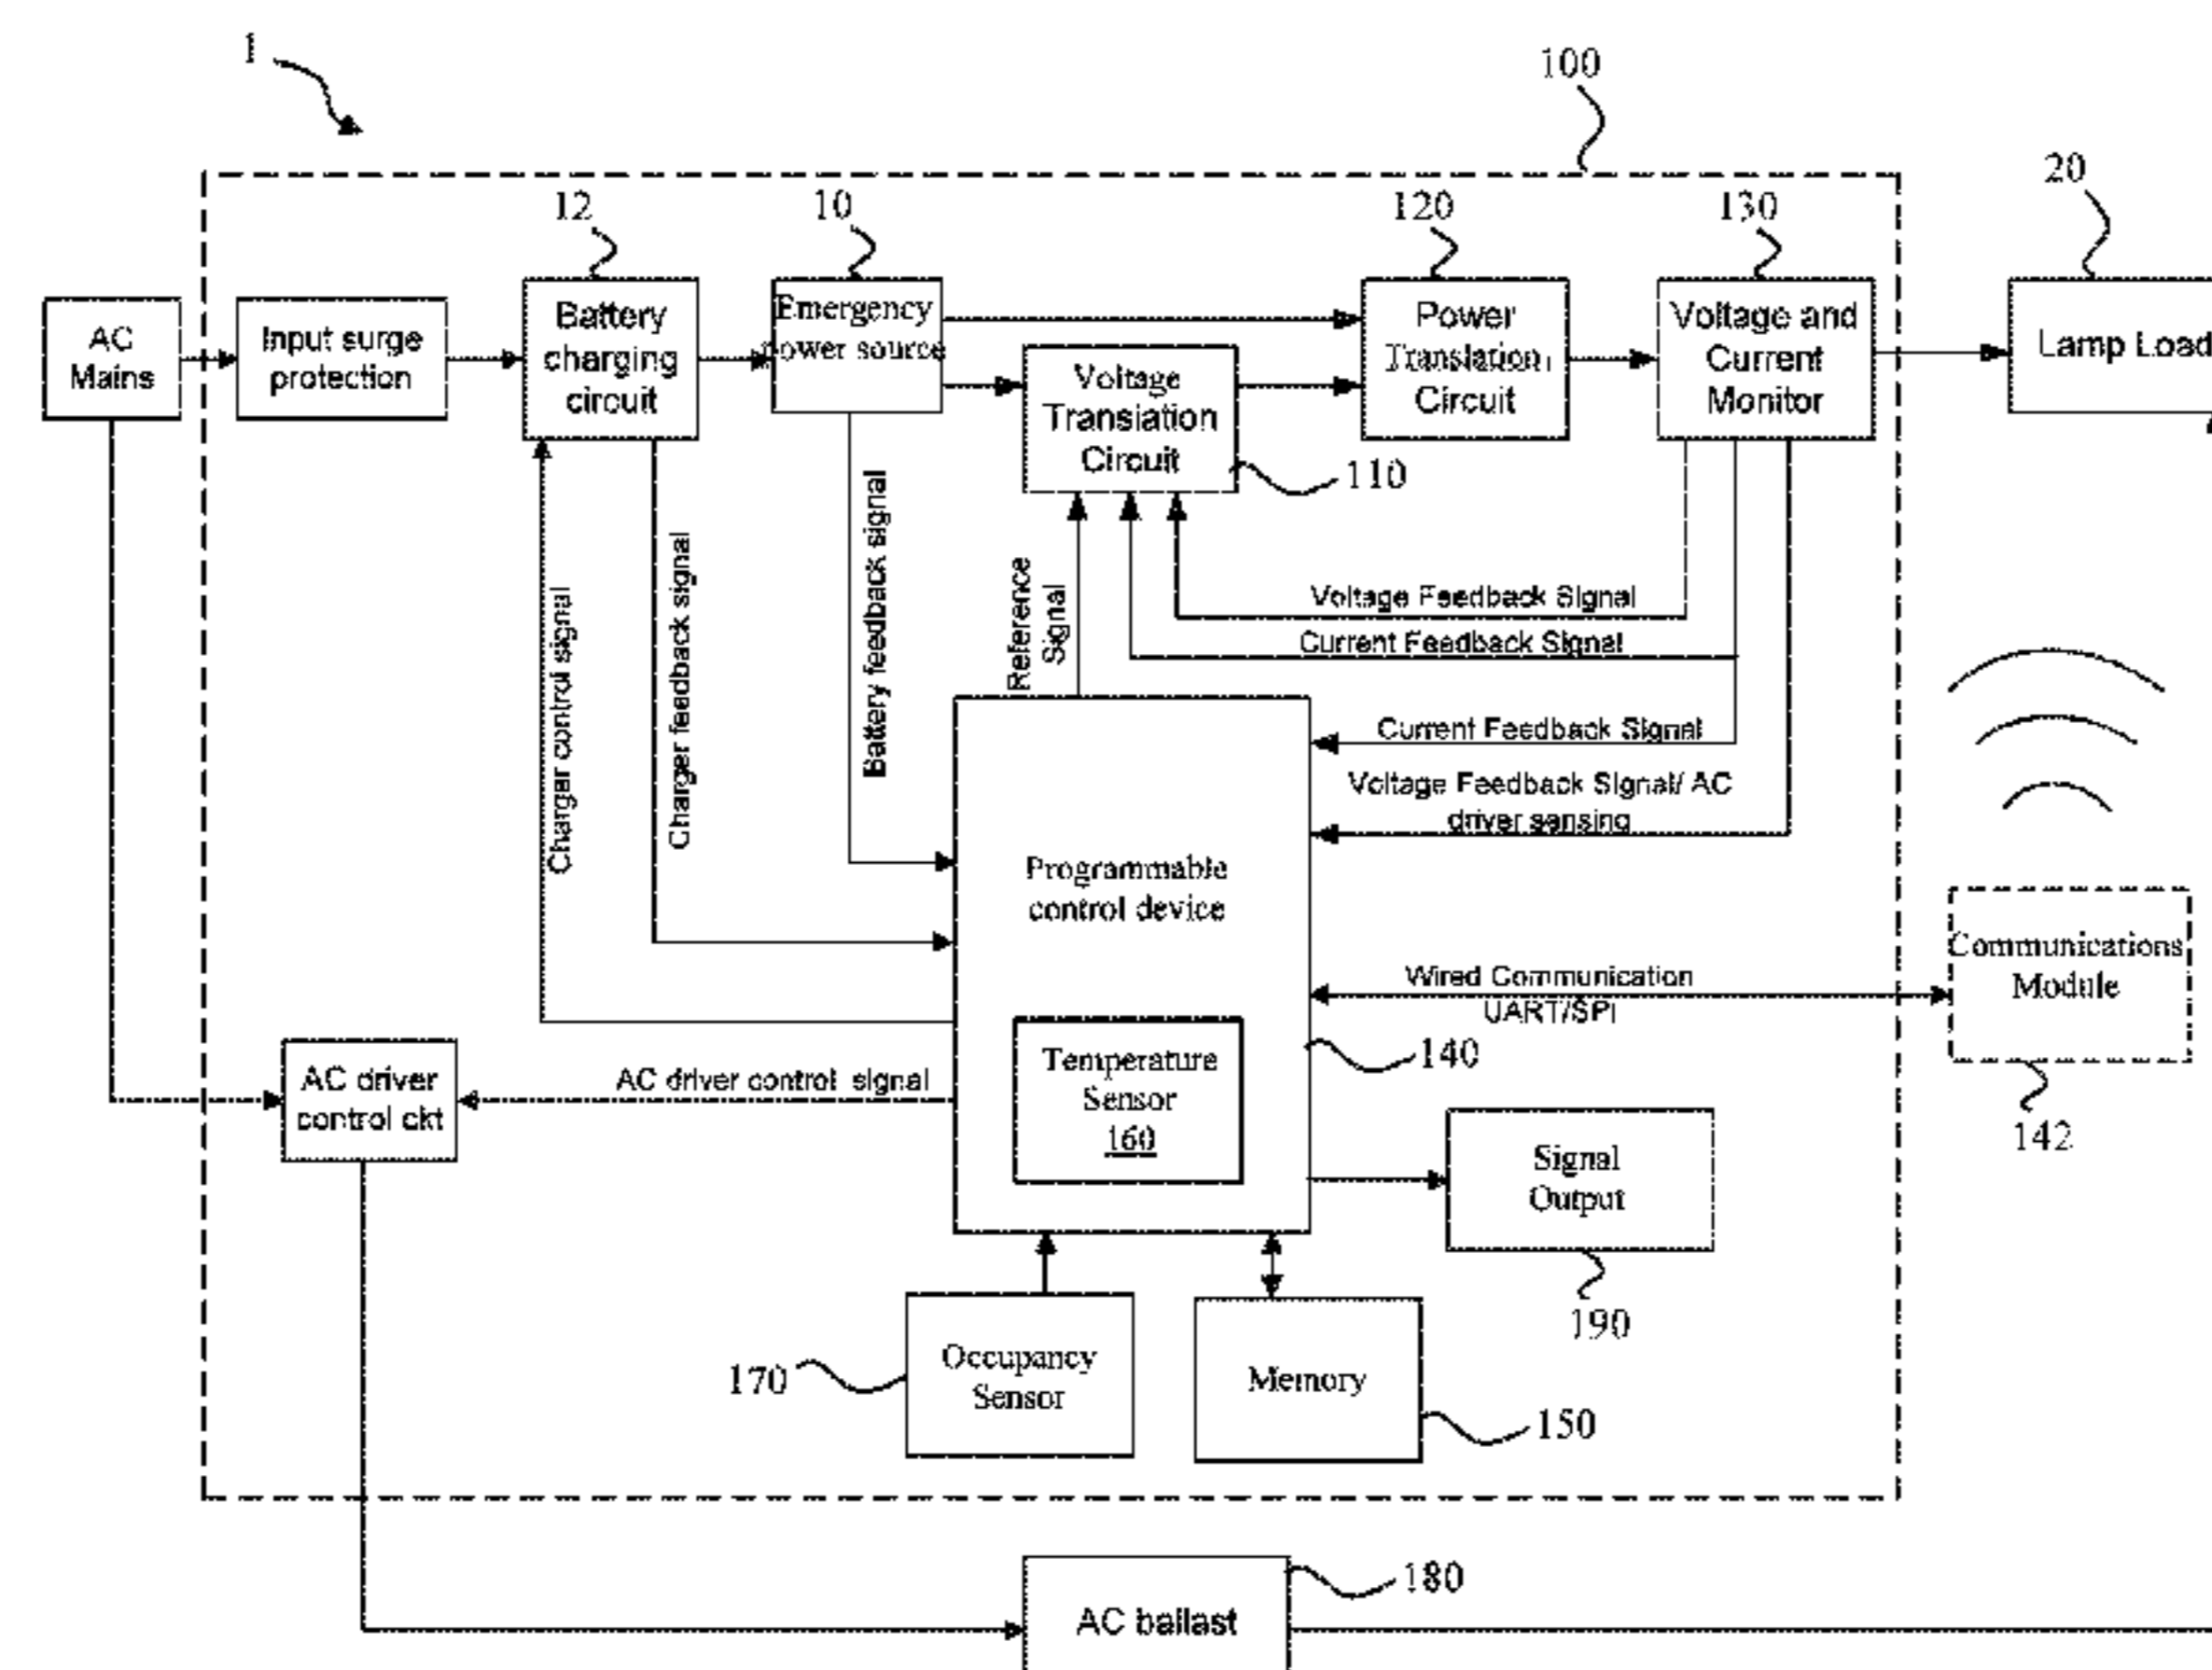 1
100
20
12
10
120
130
AC
Mains
Input surge
protection
Battery
charging
circuit
Emergency
power source
Voltage
Translation
Circuit
110
Power
Translation
Circuit
Voltage and
Current
Monitor
Lamp Load
Charger control signal
Charger feedback signal
Battery feedback signal
Reference
Signal
Voltage Feedback Signal
Current Feedback Signal
Current Feedback Signal
Voltage Feedback Signal/ AC
driver sensing
Programmable
control device
Wired Communication
UART/SPI
Communications
Module
142
140
Temperature
Sensor
160
AC driver
control ckt
AC driver control signal
Signal
Output
190
170
Occupancy
Sensor
Memory
150
180
AC ballast